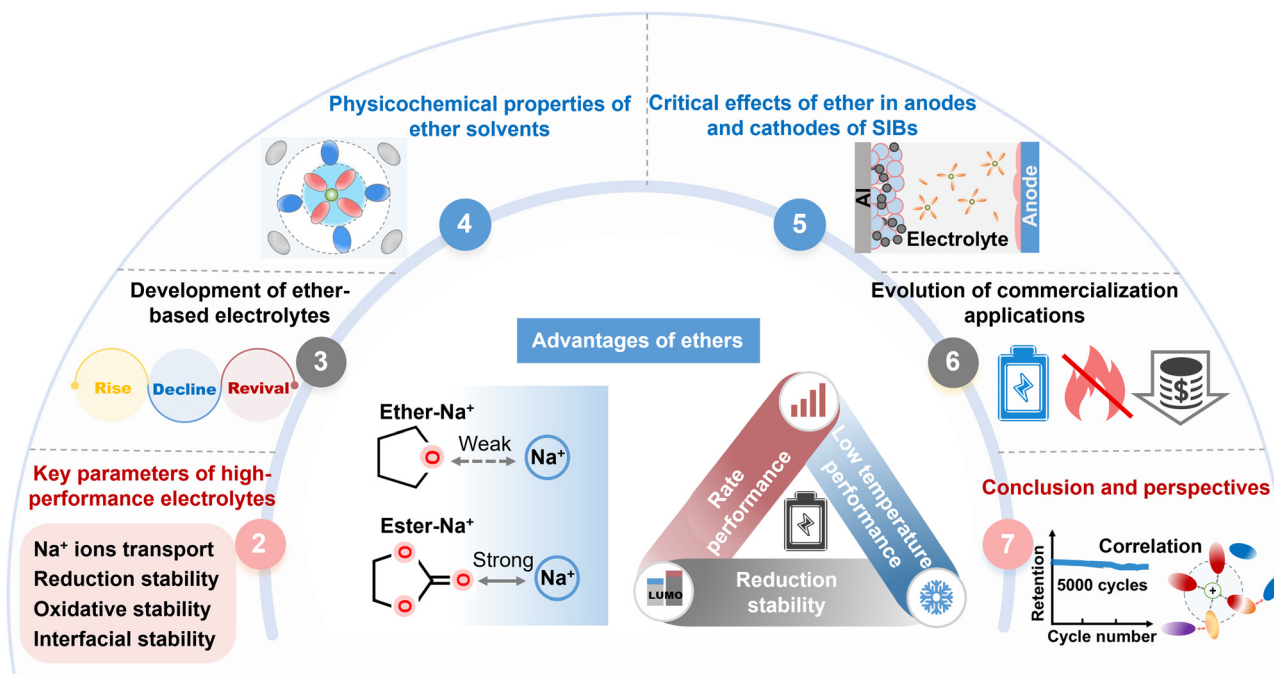 Physicochemical properties of
ether solvents
Critical effects of ether in anodes
and cathodes of SIBs
Al
Electrolyte
Anode
4
5
Development of ether-
based electrolytes
3
Rise
Decline
Revival
Evolution of commercialization
applications
6
$
Key parameters of high-
performance electrolytes
2
Na⁺ ions transport
Reduction stability
Oxidative stability
Interfacial stability
Advantages of ethers
Ether-Na⁺
O
Weak
Na⁺
Ester-Na⁺
O
O
O
Strong
Na⁺
Rate
performance
Low temperature
performance
LUMO
Reduction
stability
Conclusion and perspectives
7
Retention
5000 cycles
Cycle number
Correlation
+